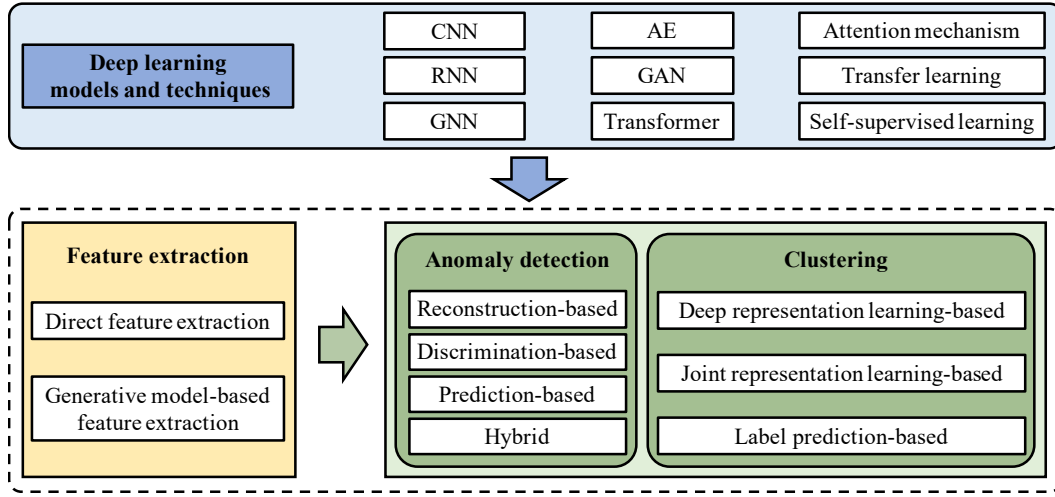 Deep learning
models and techniques
CNN
AE
Attention mechanism
RNN
GAN
Transfer learning
GNN
Transformer
Self-supervised learning
Feature extraction
Direct feature extraction
Generative model-based
feature extraction
Anomaly detection
Reconstruction-based
Discrimination-based
Prediction-based
Hybrid
Clustering
Deep representation learning-based
Joint representation learning-based
Label prediction-based